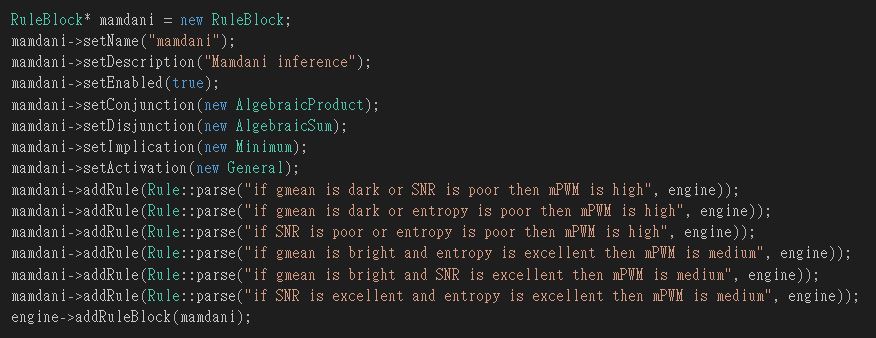 RuleBlock* mamdani = new RuleBlock;
mamdani->setName("mamdani");
mamdani->setDescription("Mamdani inference");
mamdani->setEnabled(true);
mamdani->setConjunction(new AlgebraicProduct);
mamdani->setDisjunction(new AlgebraicSum);
mamdani->setImplication(new Minimum);
mamdani->setActivation(new General);
mamdani->addRule(Rule::parse("if gmean is dark or SNR is poor then mPWM is high", engine));
mamdani->addRule(Rule::parse("if gmean is dark or entropy is poor then mPWM is high", engine));
mamdani->addRule(Rule::parse("if SNR is poor or entropy is poor then mPWM is high", engine));
mamdani->addRule(Rule::parse("if gmean is bright and entropy is excellent then mPWM is medium", engine));
mamdani->addRule(Rule::parse("if gmean is bright and SNR is excellent then mPWM is medium", engine));
mamdani->addRule(Rule::parse("if SNR is excellent and entropy is excellent then mPWM is medium", engine));
engine->addRuleBlock(mamdani);